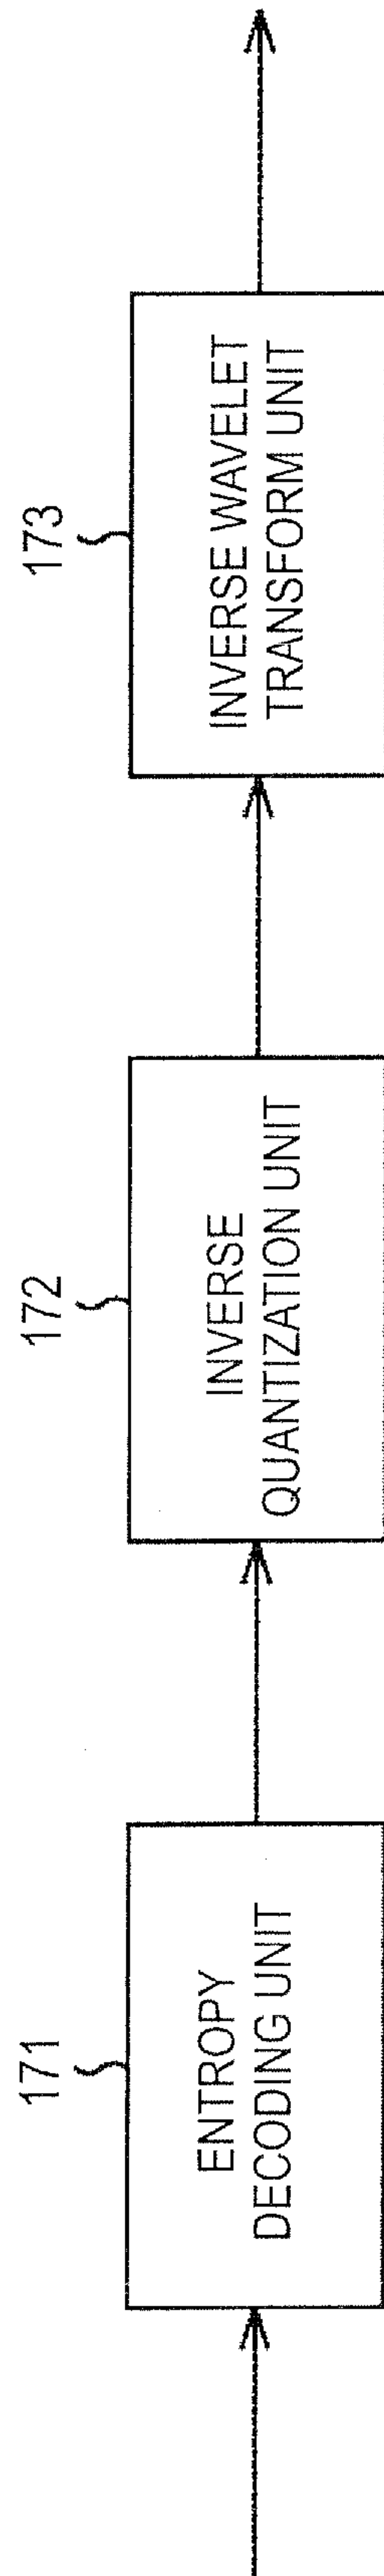 171
ENTROPY
DECODING UNIT
172
INVERSE
QUANTIZATION UNIT
173
INVERSE WAVELET
TRANSFORM UNIT